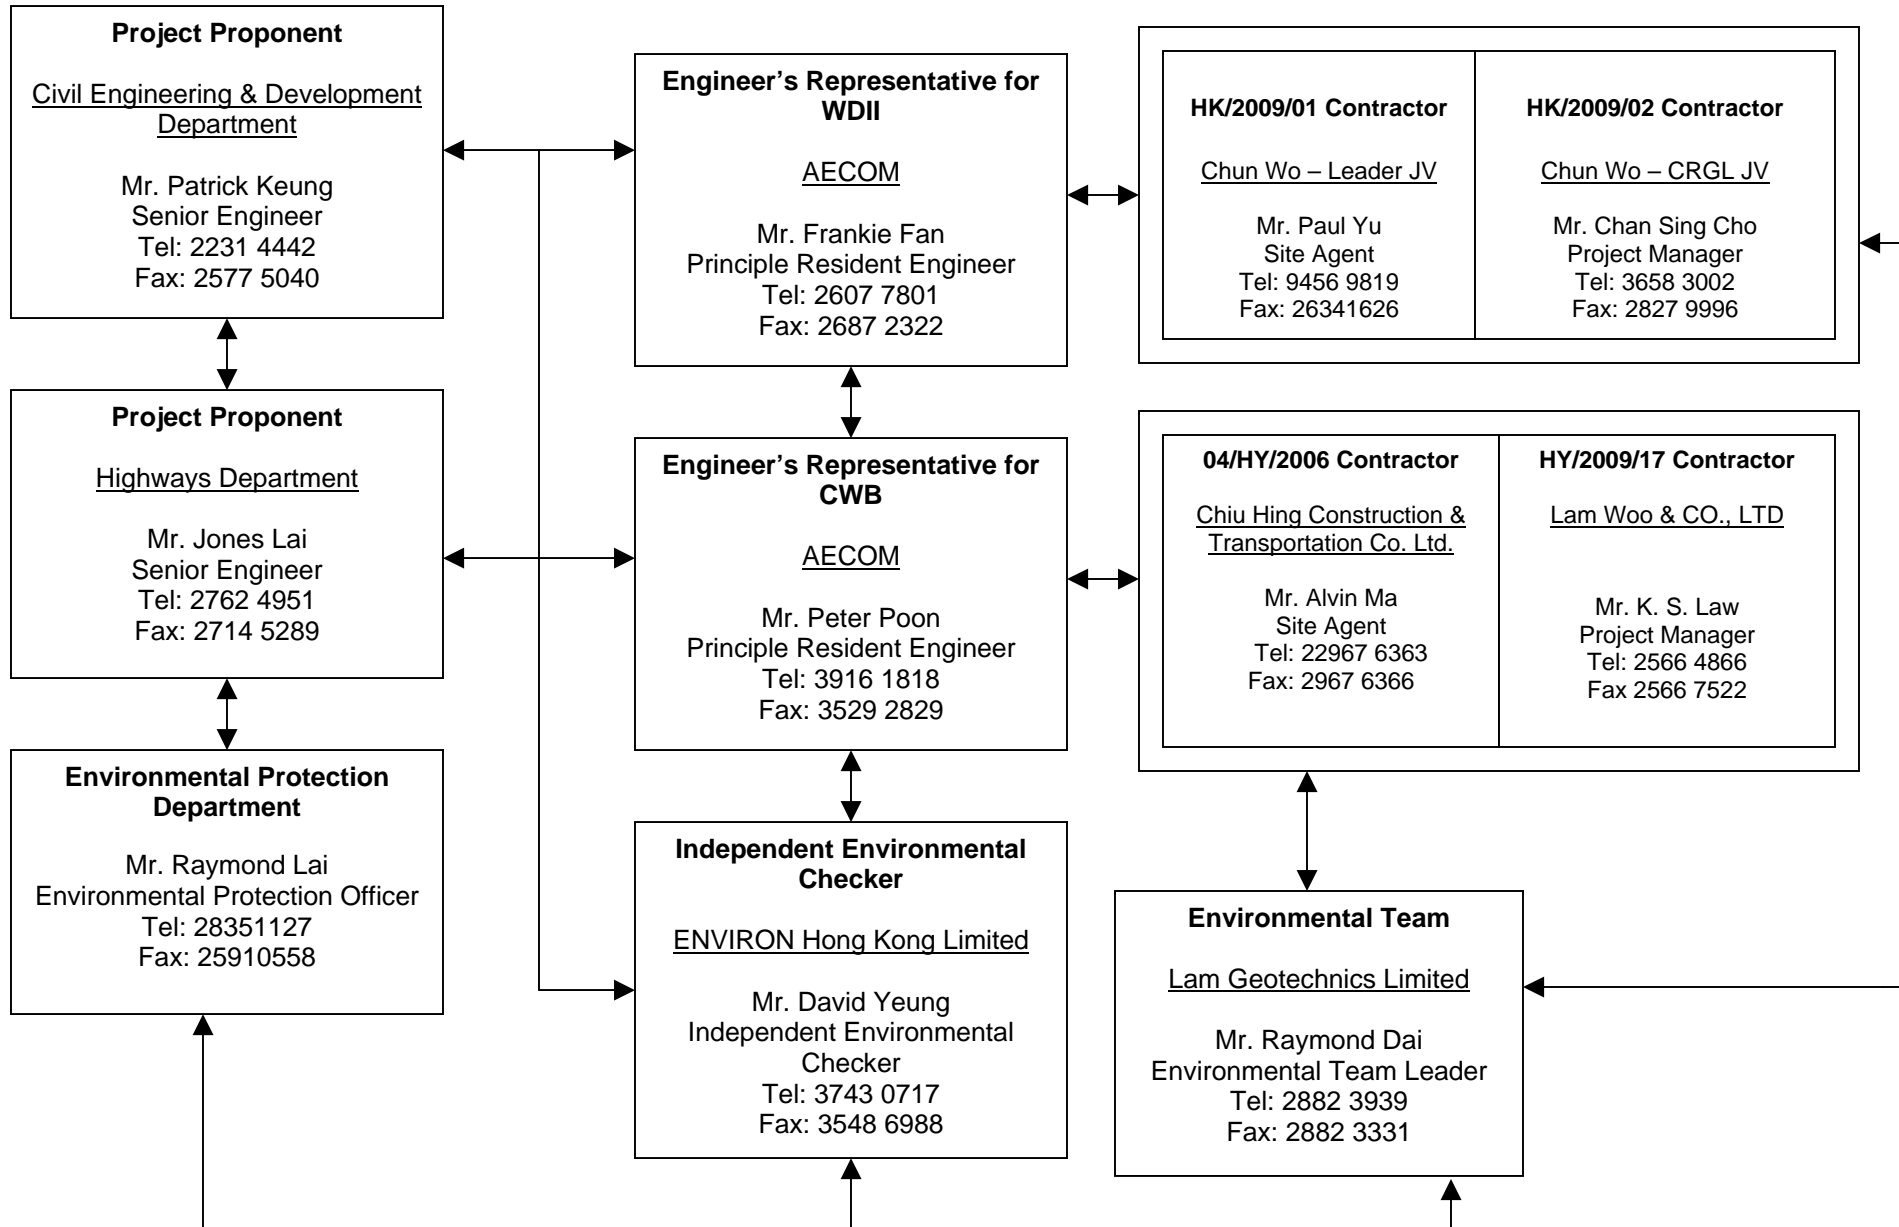 Project Proponent
Civil Engineering & Development
Department
Mr. Patrick Keung
Senior Engineer
Tel: 2231 4442
Fax: 2577 5040
Project Proponent
Highways Department
Mr. Jones Lai
Senior Engineer
Tel: 2762 4951
Fax: 2714 5289
Environmental Protection
Department
Mr. Raymond Lai
Environmental Protection Officer
Tel: 28351127
Fax: 25910558
Engineer’s Representative for
WDII
AECOM
Mr. Frankie Fan
Principle Resident Engineer
Tel: 2607 7801
Fax: 2687 2322
Engineer’s Representative for
CWB
AECOM
Mr. Peter Poon
Principle Resident Engineer
Tel: 3916 1818
Fax: 3529 2829
Independent Environmental
Checker
ENVIRON Hong Kong Limited
Mr. David Yeung
Independent Environmental
Checker
Tel: 3743 0717
Fax: 3548 6988
HK/2009/01 Contractor
Chun Wo – Leader JV
Mr. Paul Yu
Site Agent
Tel: 9456 9819
Fax: 26341626
HK/2009/02 Contractor
Chun Wo – CRGL JV
Mr. Chan Sing Cho
Project Manager
Tel: 3658 3002
Fax: 2827 9996
04/HY/2006 Contractor
Chiu Hing Construction &
Transportation Co. Ltd.
Mr. Alvin Ma
Site Agent
Tel: 22967 6363
Fax: 2967 6366
HY/2009/17 Contractor
Lam Woo & CO., LTD
Mr. K. S. Law
Project Manager
Tel: 2566 4866
Fax 2566 7522
Environmental Team
Lam Geotechnics Limited
Mr. Raymond Dai
Environmental Team Leader
Tel: 2882 3939
Fax: 2882 3331